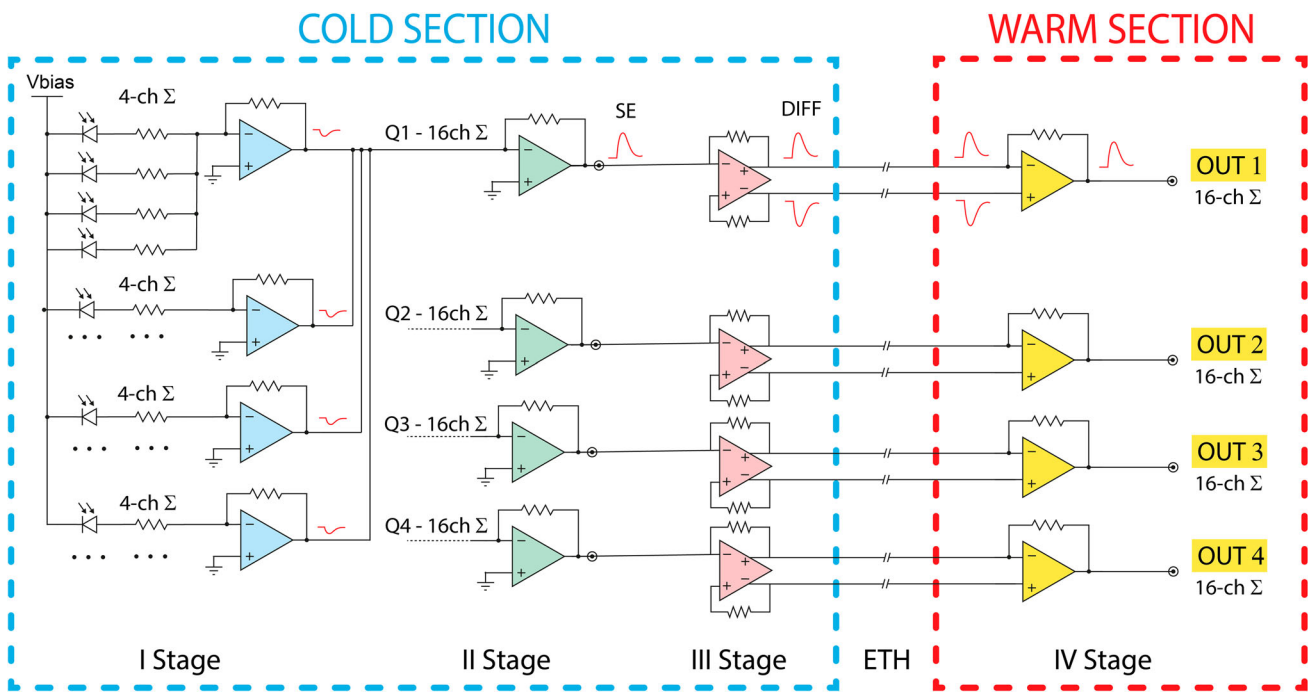 COLD SECTION
WARM SECTION
Vbias
4-ch Σ
- +
Q1 - 16ch Σ
- +
SE
DIFF
- + + -
- +
OUT 1
16-ch Σ
4-ch Σ
- +
Q2 - 16ch Σ
- +
- + + -
- +
OUT 2
16-ch Σ
4-ch Σ
- +
Q3 - 16ch Σ
- +
- + + -
- +
OUT 3
16-ch Σ
4-ch Σ
- +
Q4 - 16ch Σ
- +
- + + -
- +
OUT 4
16-ch Σ
I Stage
II Stage
III Stage
ETH
IV Stage